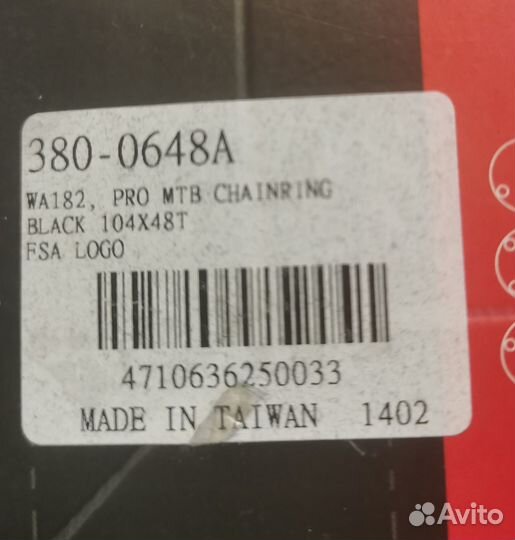 380-0648A
WA182, PRO MTB CHAINRING
BLACK 104X48T
FSA LOGO
4710636250033
MADE IN TAIWAN 1402
Avito